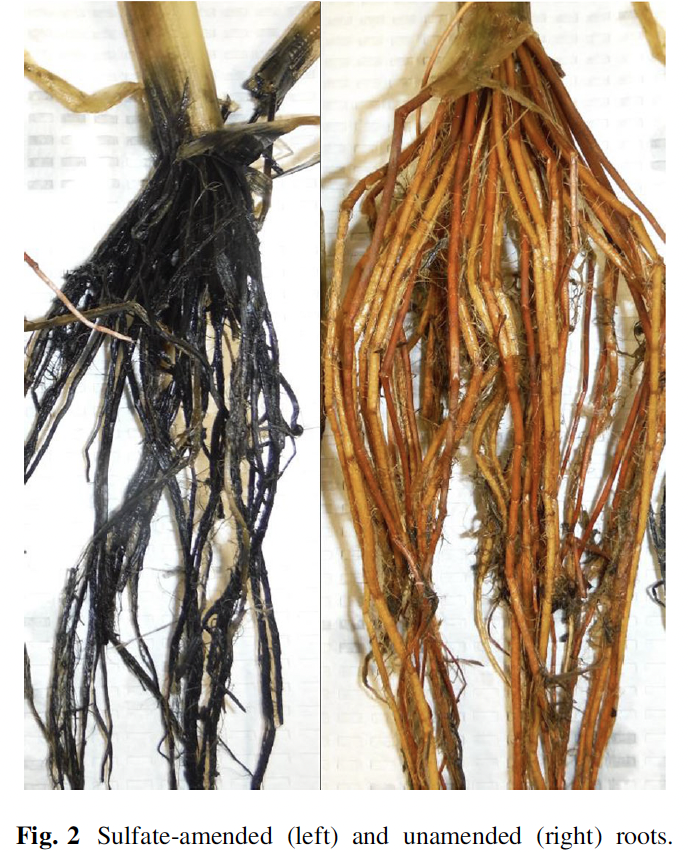 Fig. 2 Sulfate-amended (left) and unamended (right) roots.